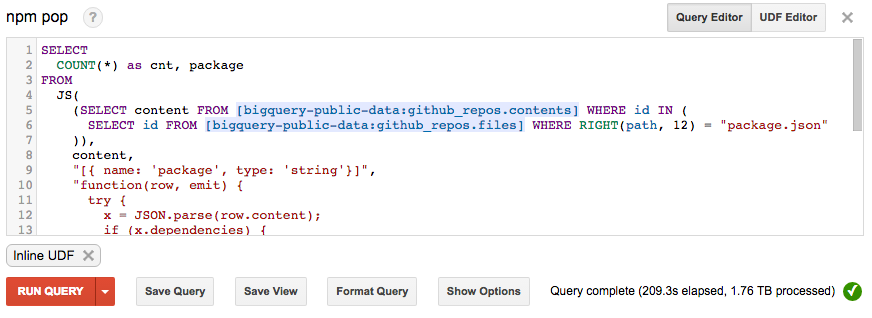 npm pop ? Query Editor UDF Editor ×
1 SELECT
2 COUNT(*) as cnt, package
3 FROM
4 JS(
5 (SELECT content FROM [bigquery-public-data:github_repos.contents] WHERE id IN (
6 SELECT id FROM [bigquery-public-data:github_repos.files] WHERE RIGHT(path, 12) = "package.json"
7 )),
8 content,
9 "[{ name: 'package', type: 'string'}]",
10 "function(row, emit) {
11 try {
12 x = JSON.parse(row.content);
13 if (x.dependencies) {
Inline UDF ×
RUN QUERY Save Query Save View Format Query Show Options Query complete (209.3s elapsed, 1.76 TB processed)